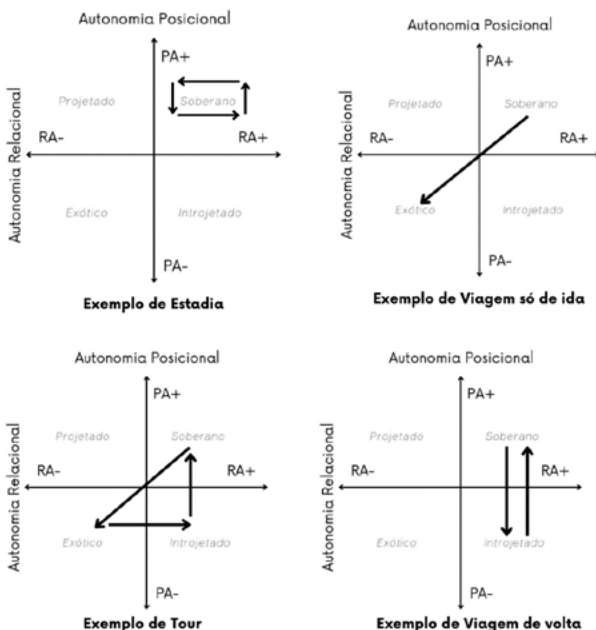 Autonomia Posicional
PA+
Projetado
Soberano
RA-
RA+
Autonomia Relacional
Exótico
Introjetado
PA-
Exemplo de Estadia
Autonomia Posicional
PA+
Projetado
Soberano
RA-
RA+
Autonomia Relacional
Exótico
Introjetado
PA-
Exemplo de Viagem só de ida
Autonomia Posicional
PA+
Projetado
Soberano
RA-
RA+
Autonomia Relacional
Exótico
Introjetado
PA-
Exemplo de Tour
Autonomia Posicional
PA+
Projetado
Soberano
RA-
RA+
Autonomia Relacional
Exótico
Introjetado
PA-
Exemplo de Viagem de volta